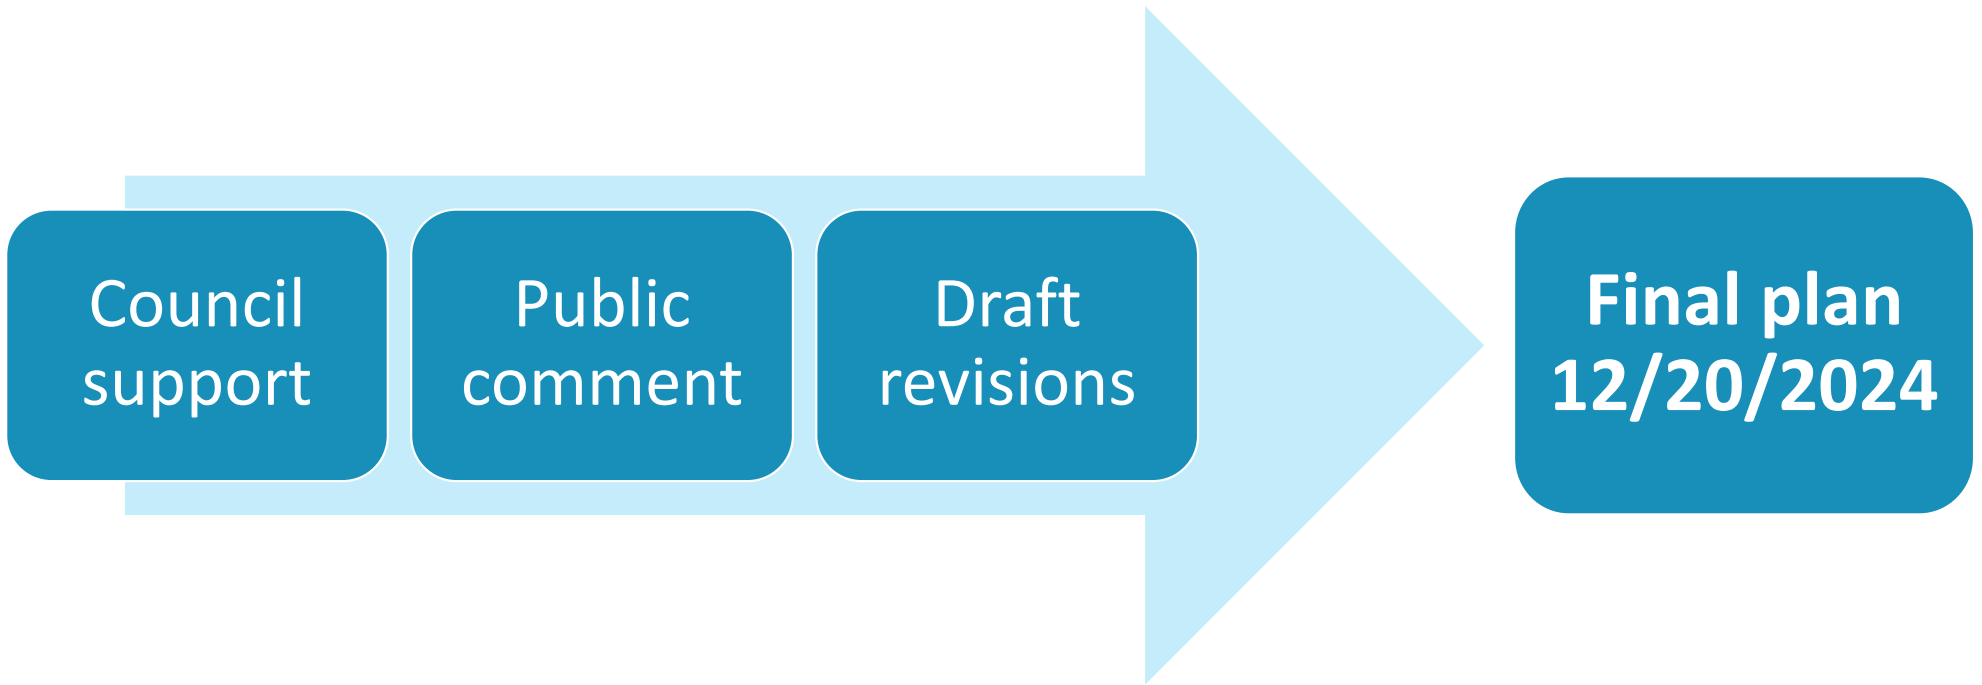 Council
support
Public
comment
Draft
revisions
Final plan
12/20/2024